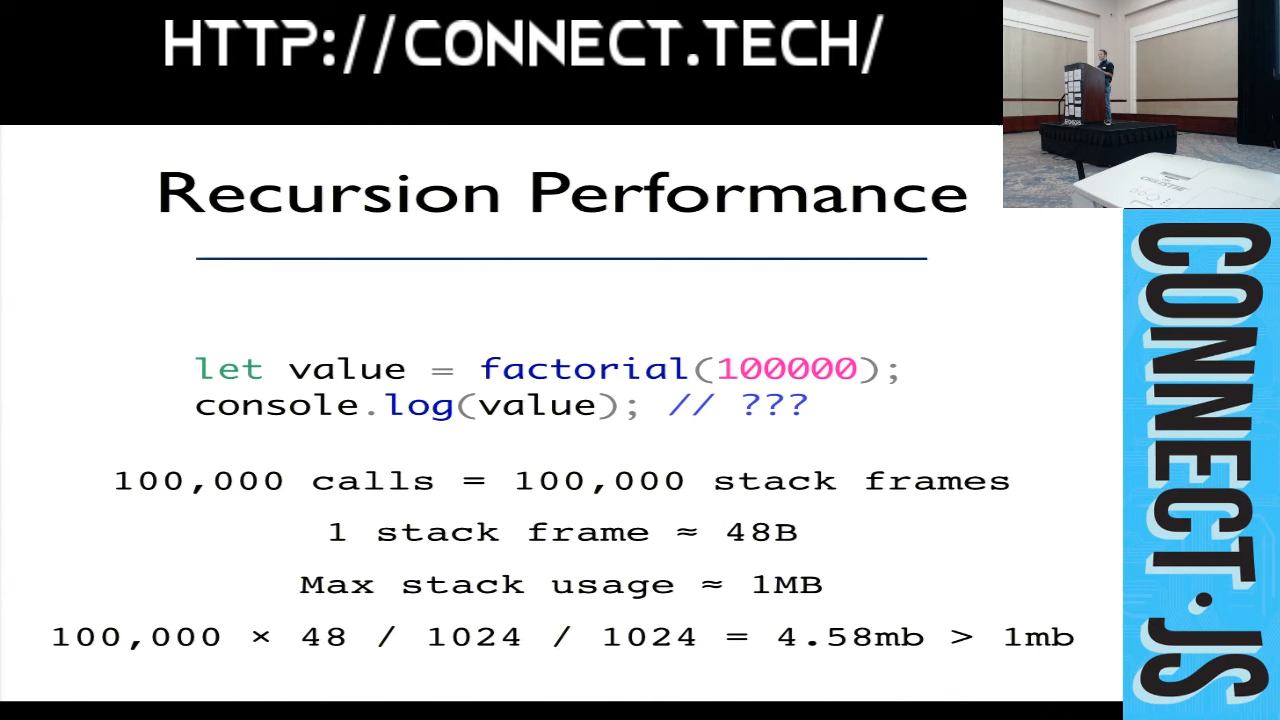 HTTP://CONNECT.TECH/
Recursion Performance
let value = factorial(100000);
console.log(value); // ???
100,000 calls = 100,000 stack frames
1 stack frame ≈ 48B
Max stack usage ≈ 1MB
100,000 × 48 / 1024 / 1024 = 4.58mb > 1mb
CHRISTIE
CONNECT.JS